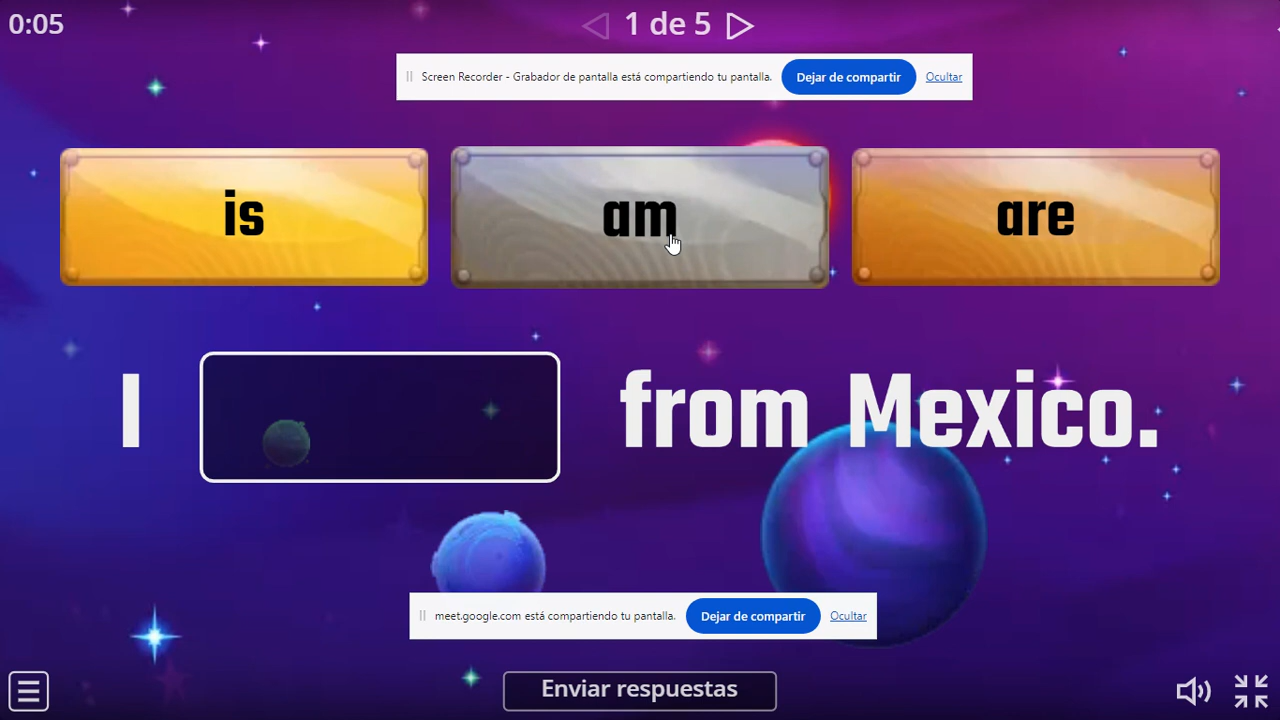 0:05
1 de 5
Screen Recorder - Grabador de pantalla está compartiendo tu pantalla. Dejar de compartir Ocultar
is am are
I from Mexico.
meet.google.com está compartiendo tu pantalla. Dejar de compartir Ocultar
Enviar respuestas